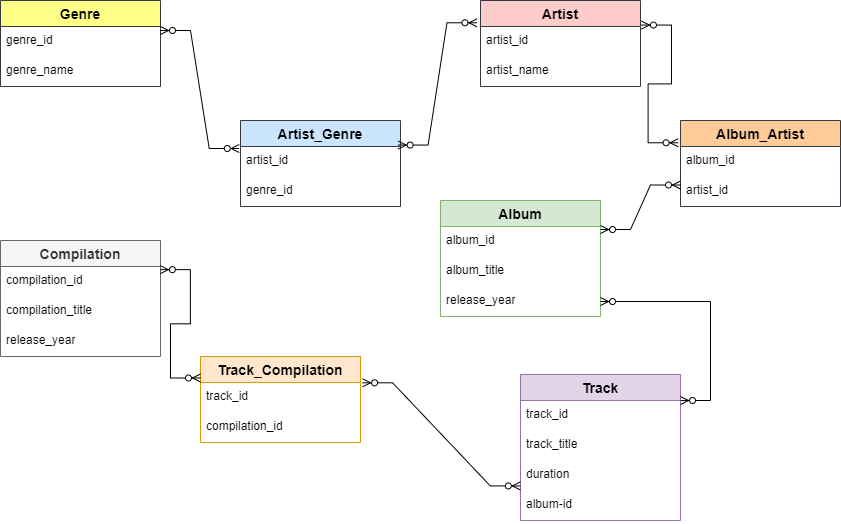 Genre
genre_id
genre_name
Artist
artist_id
artist_name
Artist_Genre
artist_id
genre_id
Album_Artist
album_id
artist_id
Album
album_id
album_title
release_year
Compilation
compilation_id
compilation_title
release_year
Track_Compilation
track_id
compilation_id
Track
track_id
track_title
duration
album-id